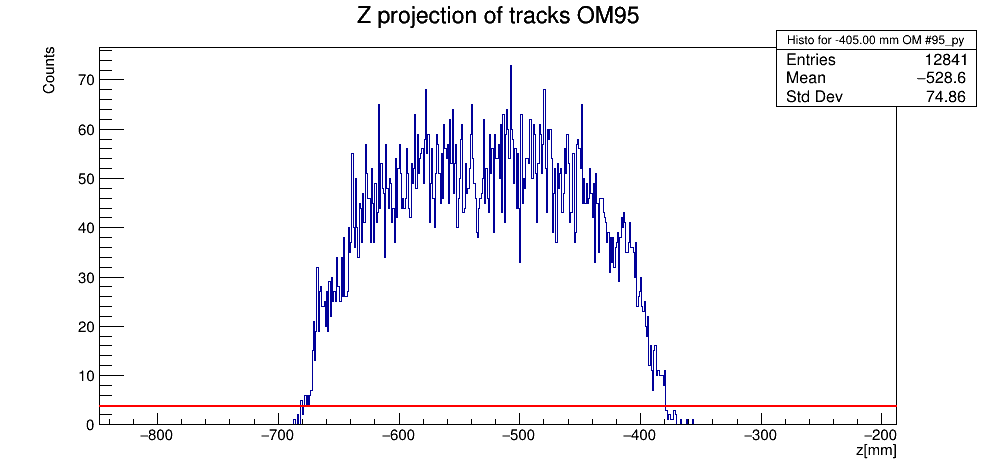 Z projection of tracks OM95
Histo for -405.00 mm OM #95_py
Entries 12841
Mean −528.6
Std Dev 74.86
Counts
70
60
50
40
30
20
10
0
−800 −700 −600 −500 −400 −300 −200
z[mm]